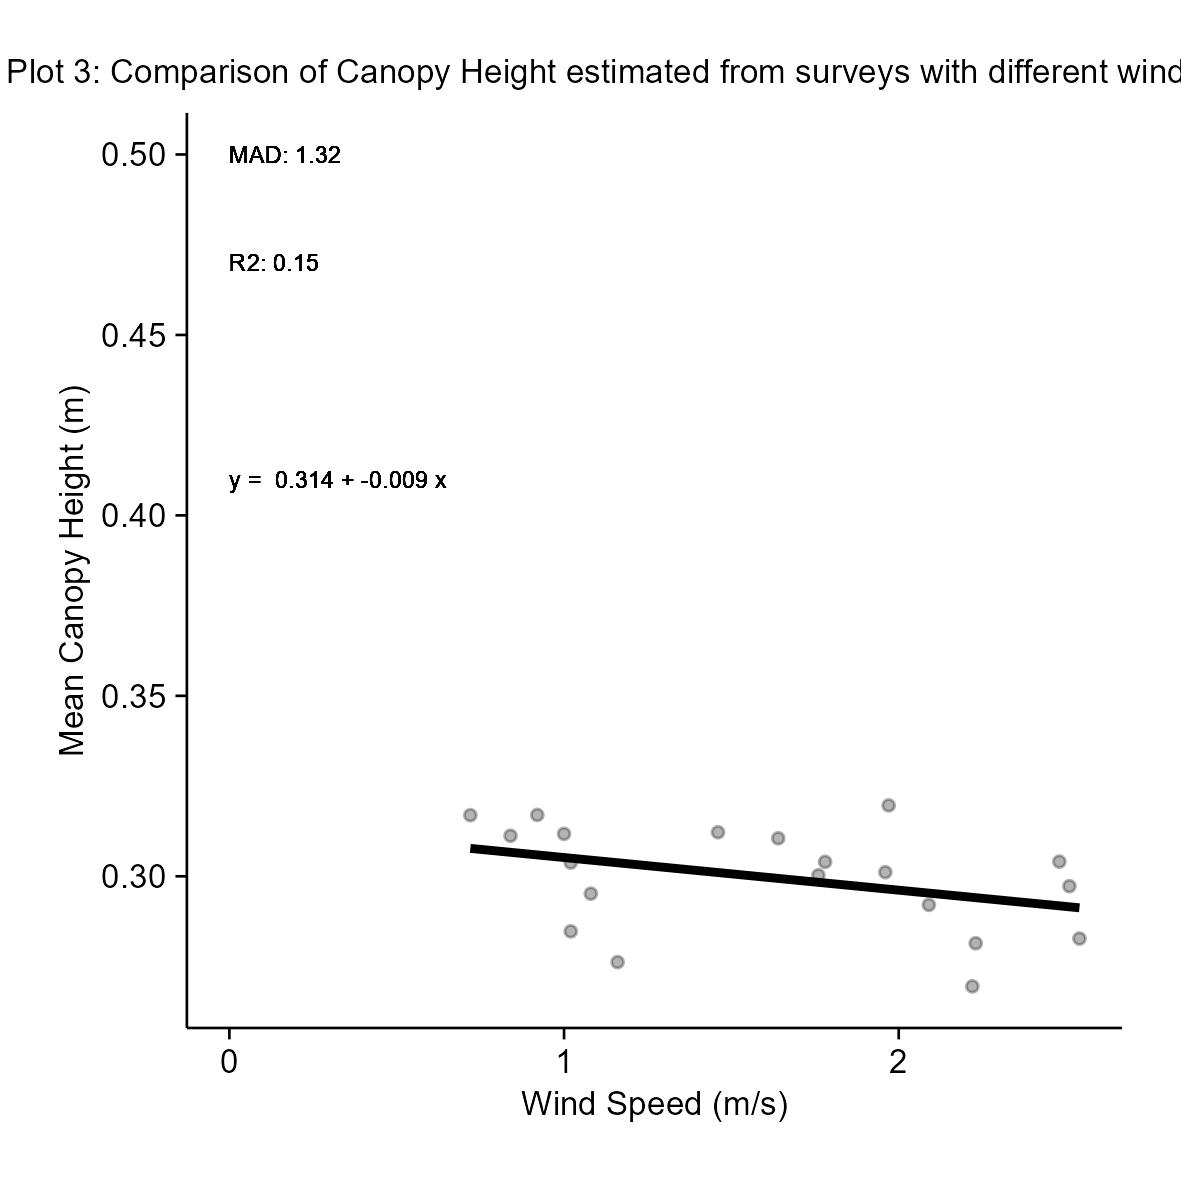 Plot 3: Comparison of Canopy Height estimated from surveys with different wind
0.50
MAD: 1.32
R2: 0.15
0.45
y =  0.314 + -0.009 x
0.40
Mean Canopy Height (m)
0.35
0.30
0 1 2
Wind Speed (m/s)